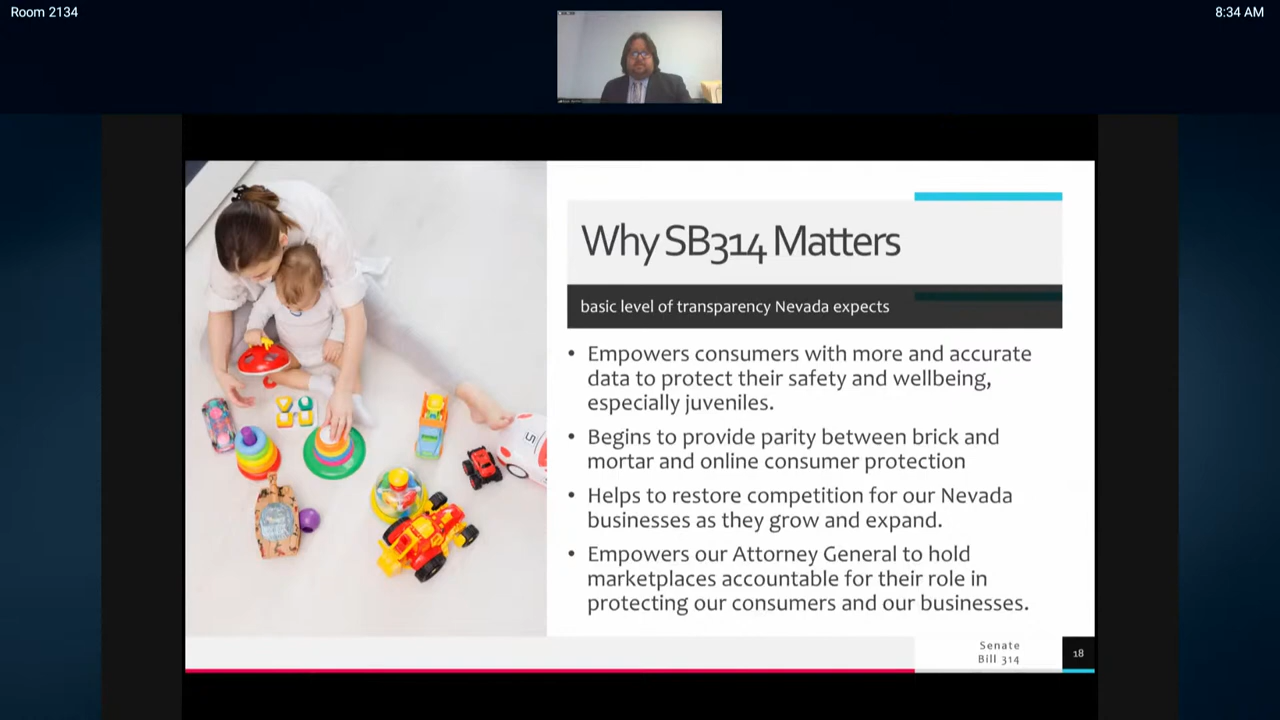 Room 2134
8:34 AM
Why SB314 Matters
basic level of transparency Nevada expects
• Empowers consumers with more and accurate
data to protect their safety and wellbeing,
especially juveniles.
• Begins to provide parity between brick and
mortar and online consumer protection
• Helps to restore competition for our Nevada
businesses as they grow and expand.
• Empowers our Attorney General to hold
marketplaces accountable for their role in
protecting our consumers and our businesses.
Senate
Bill 314
18